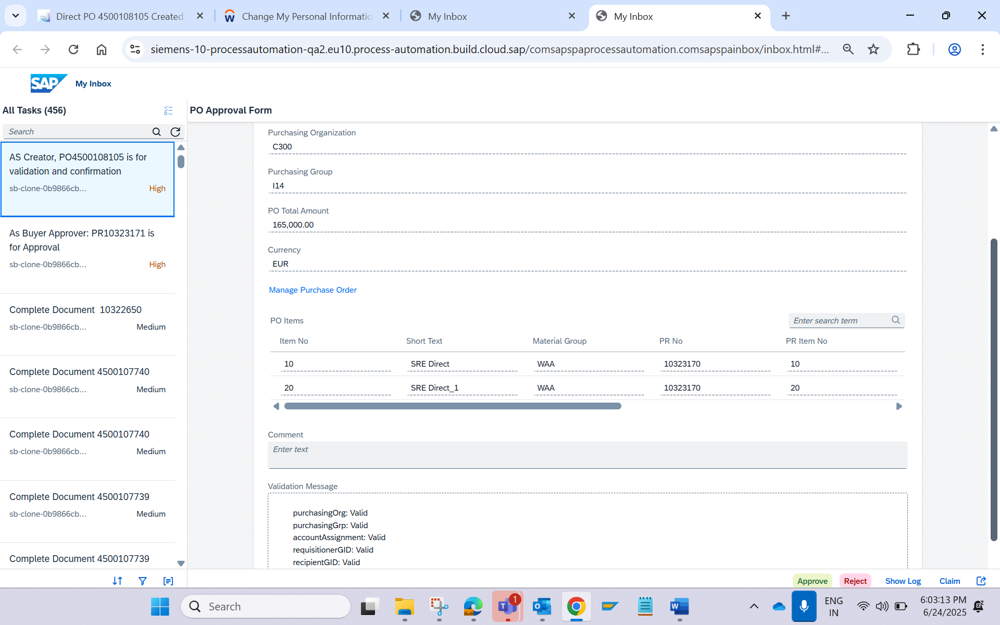 Direct PO 4500108105 Created
Change My Personal Informatio
My Inbox
My Inbox
siemens-10-processautomation-qa2.eu10.process-automation.build.cloud.sap/comsapspaprocessautomation.comsapspainbox/inbox.html#...
SAP My Inbox
All Tasks (456)
Search
AS Creator, PO4500108105 is for
validation and confirmation
sb-clone-0b9866cb... High
As Buyer Approver: PR10323171 is
for Approval
sb-clone-0b9866cb... High
Complete Document 10322650
sb-clone-0b9866cb... Medium
Complete Document 4500107740
sb-clone-0b9866cb... Medium
Complete Document 4500107740
sb-clone-0b9866cb... Medium
Complete Document 4500107739
sb-clone-0b9866cb... Medium
Complete Document 4500107739
PO Approval Form
Purchasing Organization
C300
Purchasing Group
I14
PO Total Amount
165,000.00
Currency
EUR
Manage Purchase Order
PO Items Enter search term
Item No Short Text Material Group PR No PR Item No
10 SRE Direct WAA 10323170 10
20 SRE Direct_1 WAA 10323170 20
Comment
Enter text
Validation Message
purchasingOrg: Valid
purchasingGrp: Valid
accountAssignment: Valid
requisitionerGID: Valid
recipientGID: Valid
Approve Reject Show Log Claim
Search
1
ENG
IN
6:03:13 PM
6/24/2025